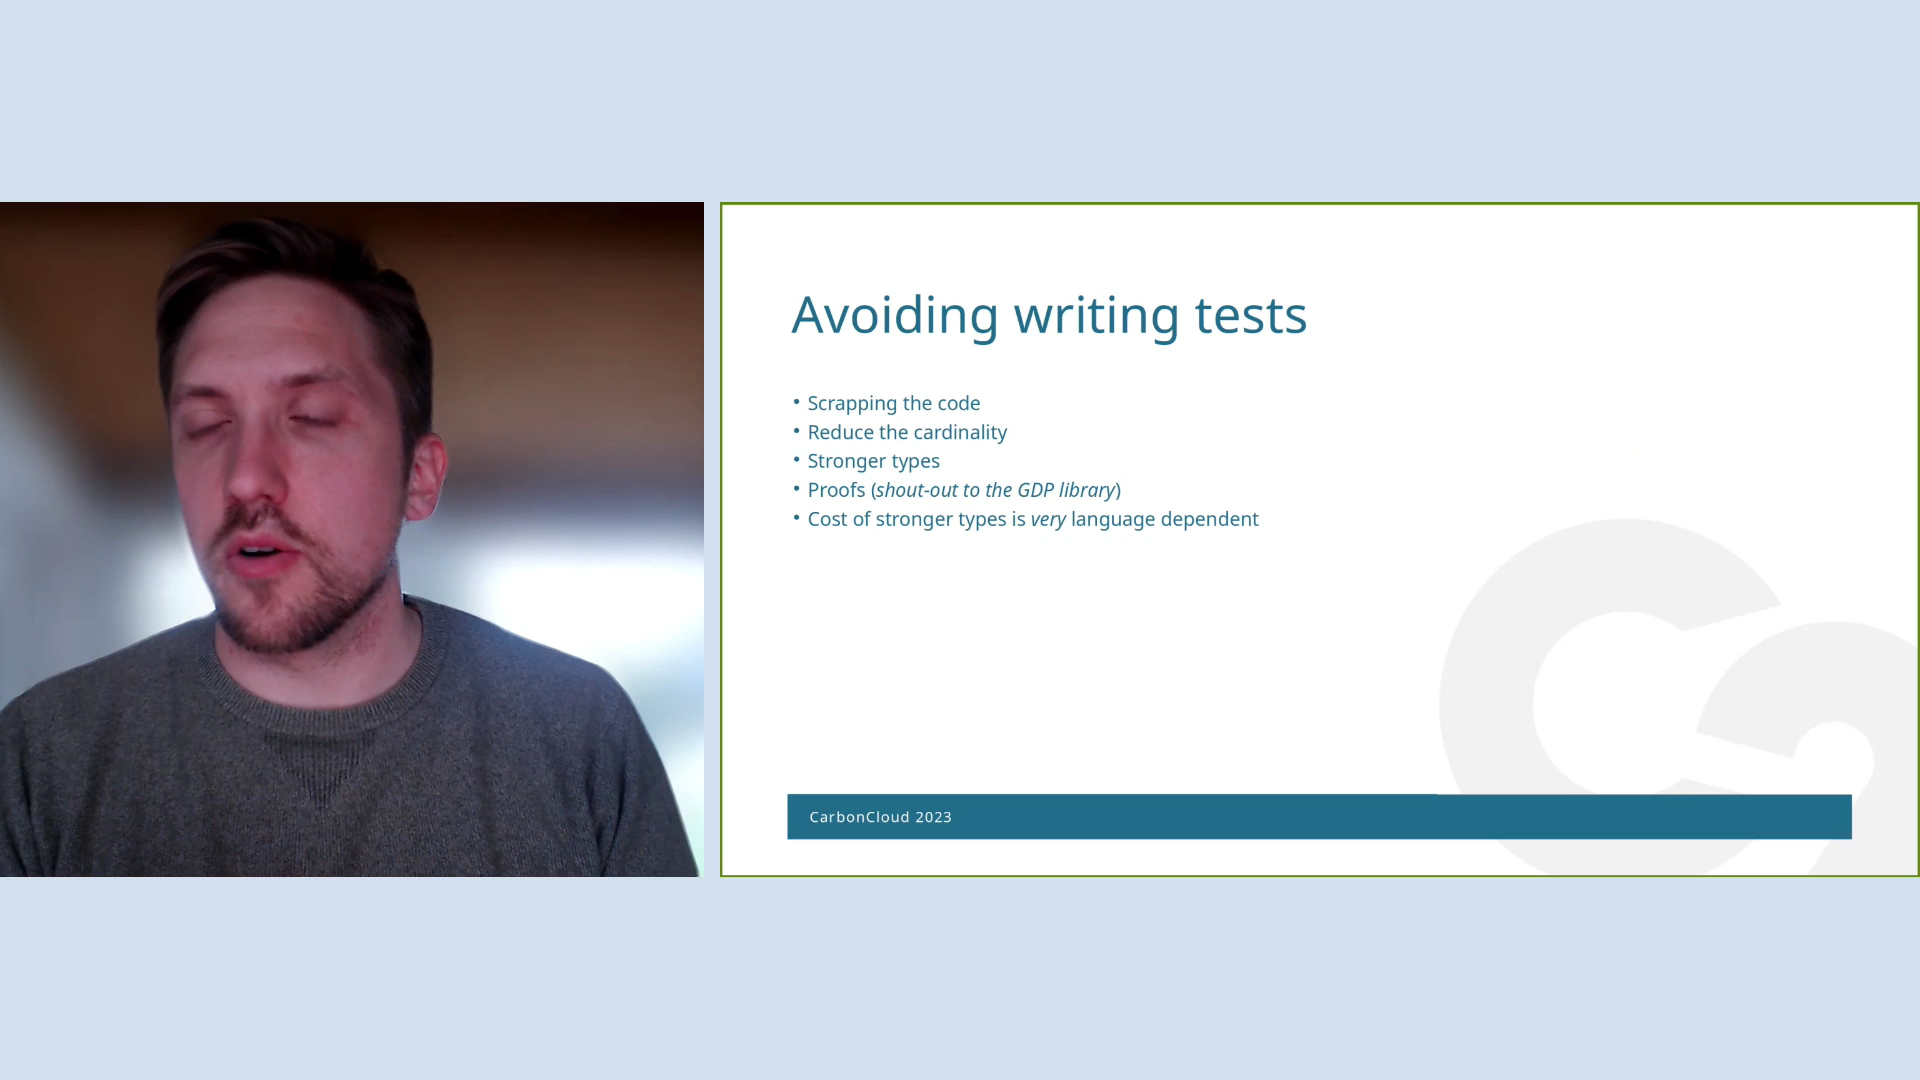 Avoiding writing tests
• Scrapping the code
• Reduce the cardinality
• Stronger types
• Proofs (shout-out to the GDP library)
• Cost of stronger types is very language dependent
CarbonCloud 2023